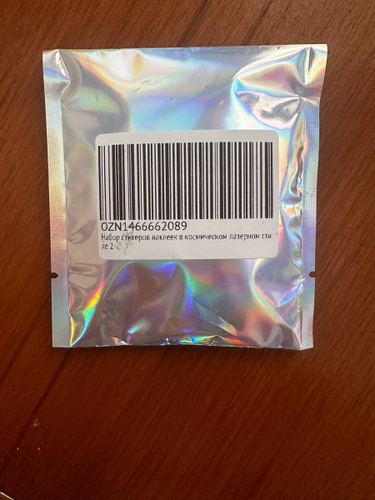 OZN1466662089
Набор стикеров наклеек в космическом лазерном сти
ле 2